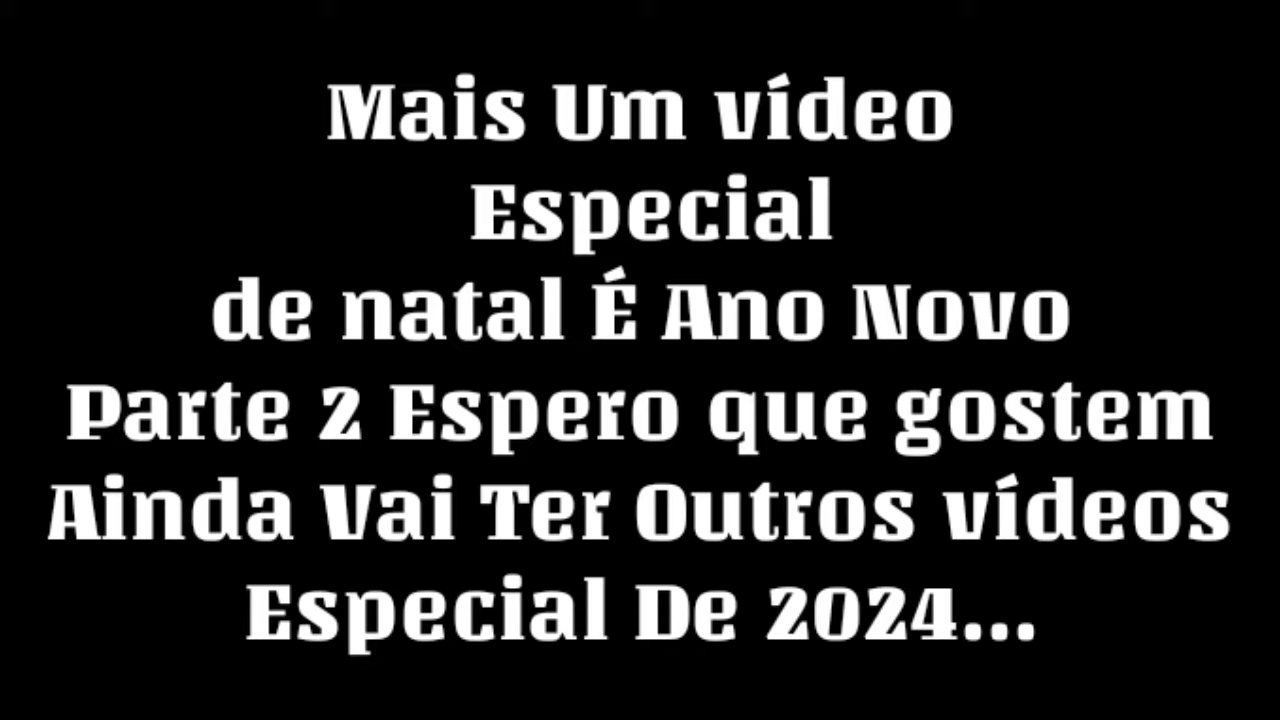 Mais Um vídeo
Especial
de natal É Ano Novo
Parte 2 Espero que gostem
Ainda Vai Ter Outros vídeos
Especial De 2024...